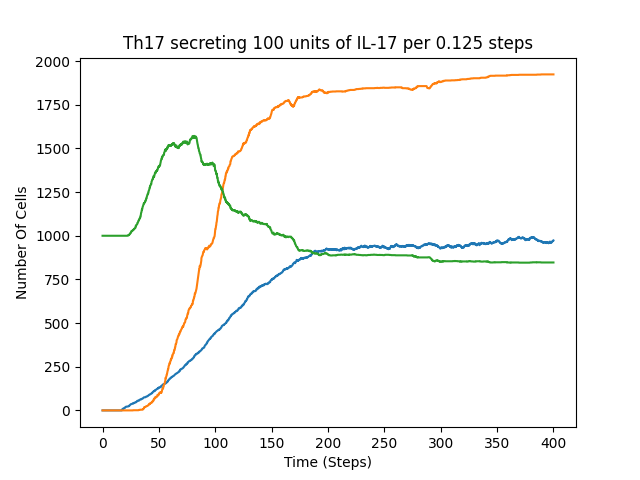 Th17 secreting 100 units of IL-17 per 0.125 steps
2000
1750
1500
1250
1000
750
500
250
0
Number Of Cells
0 50 100 150 200 250 300 350 400
Time (Steps)